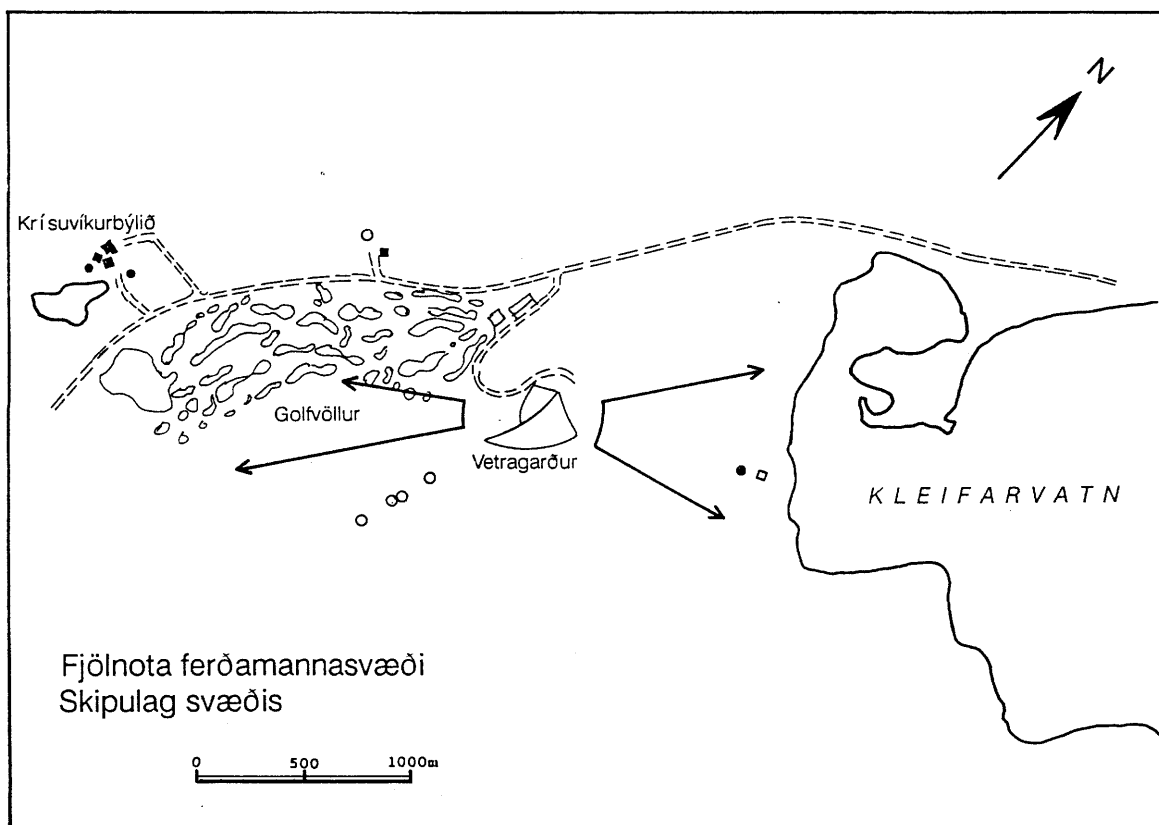 N
Krísuvíkurbýlið
Golfvöllur
Vetragarður
KLEIFARVATN
Fjölnota ferðamannasvæði
Skipulag svæðis
0 500 1000m